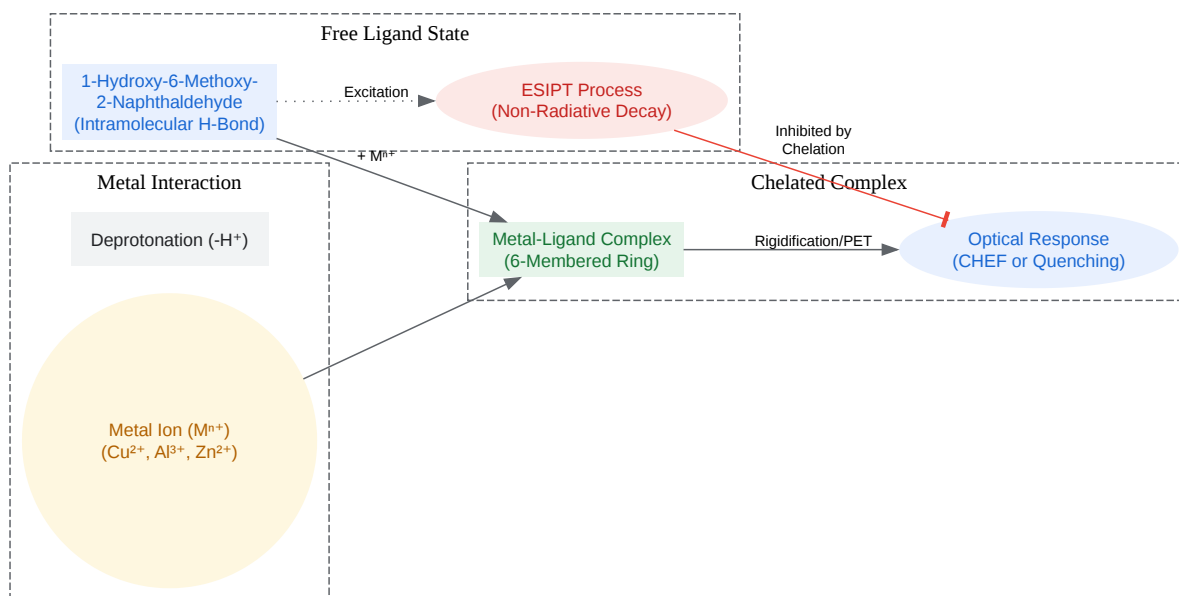 Free Ligand State
1-Hydroxy-6-Methoxy-
2-Naphthaldehyde
(Intramolecular H-Bond)
Excitation
ESIPT Process
(Non-Radiative Decay)
Inhibited by
Chelation
+ Mⁿ⁺
Metal Interaction
Deprotonation (-H⁺)
Metal Ion (Mⁿ⁺)
(Cu²⁺, Al³⁺, Zn²⁺)
Chelated Complex
Metal-Ligand Complex
(6-Membered Ring)
Rigidification/PET
Optical Response
(CHEF or Quenching)